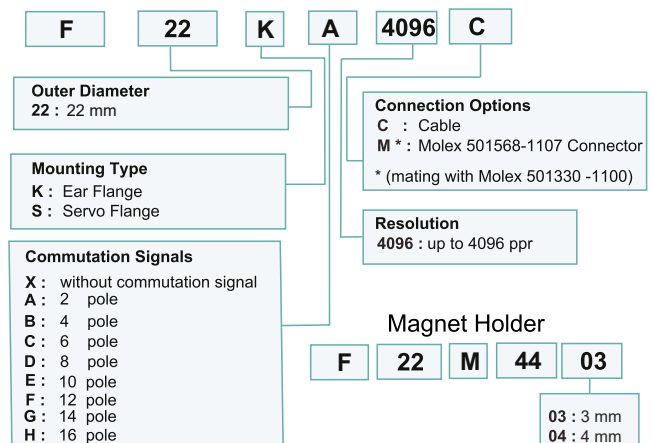 F 22 K A 4096 C
Outer Diameter
22 : 22 mm
Mounting Type
K : Ear Flange
S : Servo Flange
Commutation Signals
X : without commutation signal
A : 2 pole
B : 4 pole
C : 6 pole
D : 8 pole
E : 10 pole
F : 12 pole
G : 14 pole
H : 16 pole
Connection Options
C : Cable
M * : Molex 501568-1107 Connector
* (mating with Molex 501330 -1100)
Resolution
4096 : up to 4096 ppr
Magnet Holder
F 22 M 44 03
03 : 3 mm
04 : 4 mm